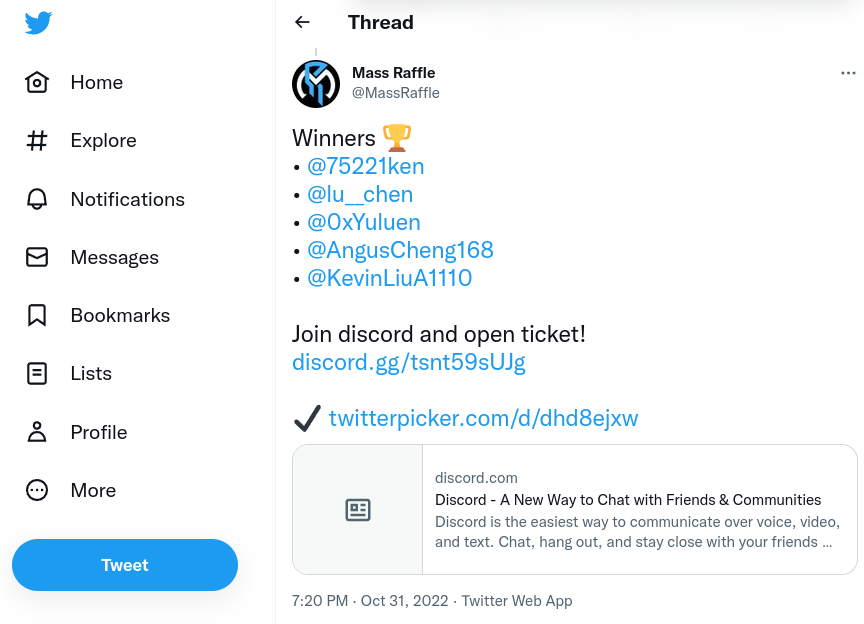 Thread
Home
Explore
Notifications
Messages
Bookmarks
Lists
Profile
More
Tweet
Mass Raffle
@MassRaffle
Winners 🏆
• @75221ken
• @lu__chen
• @0xYuluen
• @AngusCheng168
• @KevinLiuA1110
Join discord and open ticket!
discord.gg/tsnt59sUJg
✔ twitterpicker.com/d/dhd8ejxw
discord.com
Discord - A New Way to Chat with Friends & Communities
Discord is the easiest way to communicate over voice, video,
and text. Chat, hang out, and stay close with your friends ...
7:20 PM · Oct 31, 2022 · Twitter Web App